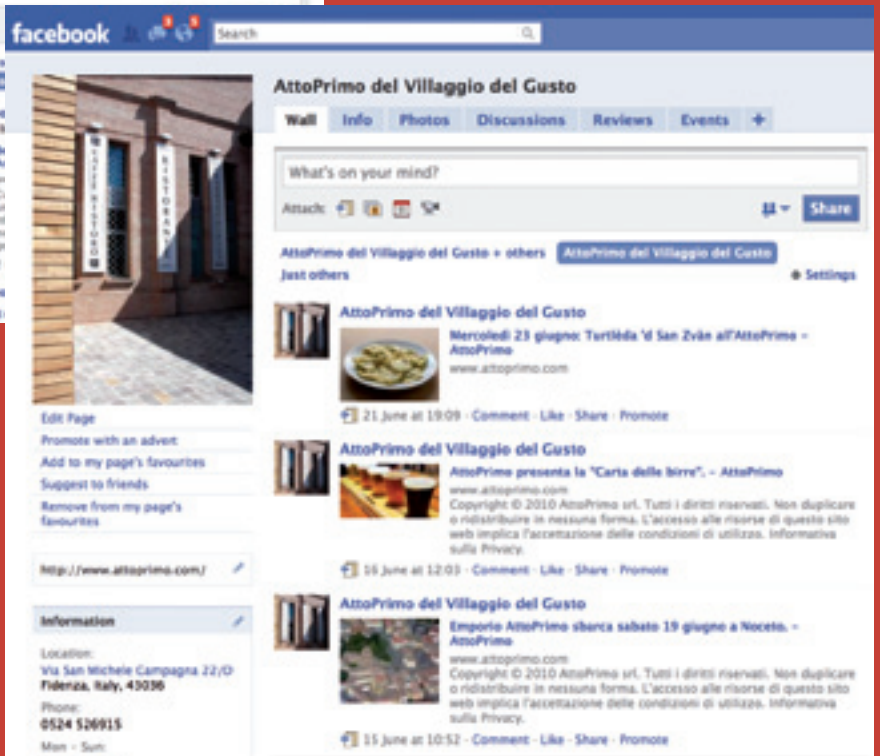 facebook
Search
AttoPrimo del Villaggio del Gusto
Wall Info Photos Discussions Reviews Events +
What's on your mind?
Attach:
Share
AttoPrimo del Villaggio del Gusto + others AttoPrimo del Villaggio del Gusto
Just others
Settings
CAFFÈ RISTORO
RISTORANTE
Edit Page
Promote with an advert
Add to my page's favourites
Suggest to friends
Remove from my page's
favourites
http://www.attoprimo.com/
Information
Location:
Via San Michele Campagna 22/D
Fidenza, Italy, 43036
Phone:
0524 526915
Mon - Sun:
AttoPrimo del Villaggio del Gusto
Mercoledì 23 giugno: Turtlèda 'd San Zvàn all'AttoPrimo –
AttoPrimo
www.attoprimo.com
21 June at 19:09 · Comment · Like · Share · Promote
AttoPrimo del Villaggio del Gusto
AttoPrimo presenta la "Carta delle birre". – AttoPrimo
www.attoprimo.com
Copyright © 2010 AttoPrimo srl. Tutti i diritti riservati. Non duplicare
o ridistribuire in nessuna forma. L'accesso alle risorse di questo sito
web implica l'accettazione delle condizioni di utilizzo. Informativa
sulla Privacy.
16 June at 12:03 · Comment · Like · Share · Promote
AttoPrimo del Villaggio del Gusto
Emporio AttoPrimo sbarca sabato 19 giugno a Noceto. –
AttoPrimo
www.attoprimo.com
Copyright © 2010 AttoPrimo srl. Tutti i diritti riservati. Non duplicare
o ridistribuire in nessuna forma. L'accesso alle risorse di questo sito
web implica l'accettazione delle condizioni di utilizzo. Informativa
sulla Privacy.
15 June at 10:52 · Comment · Like · Share · Promote